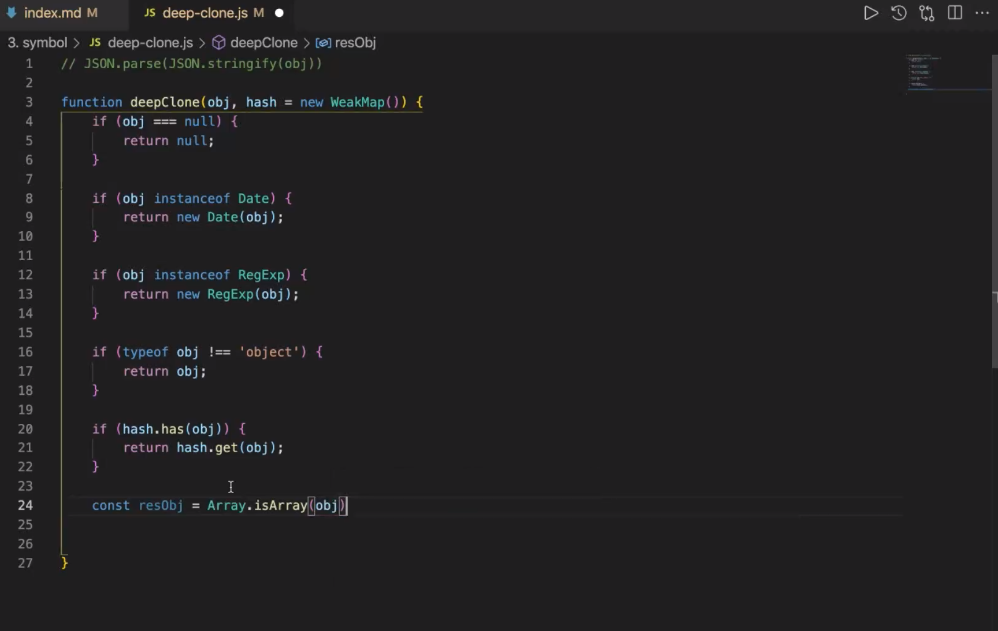 index.md M
JS deep-clone.js M
3. symbol > JS deep-clone.js > deepClone > resObj
1 // JSON.parse(JSON.stringify(obj))
2
3 function deepClone(obj, hash = new WeakMap()) {
4 if (obj === null) {
5 return null;
6 }
7
8 if (obj instanceof Date) {
9 return new Date(obj);
10 }
11
12 if (obj instanceof RegExp) {
13 return new RegExp(obj);
14 }
15
16 if (typeof obj !== 'object') {
17 return obj;
18 }
19
20 if (hash.has(obj)) {
21 return hash.get(obj);
22 }
23
24 const resObj = Array.isArray(obj)
25
26
27 }